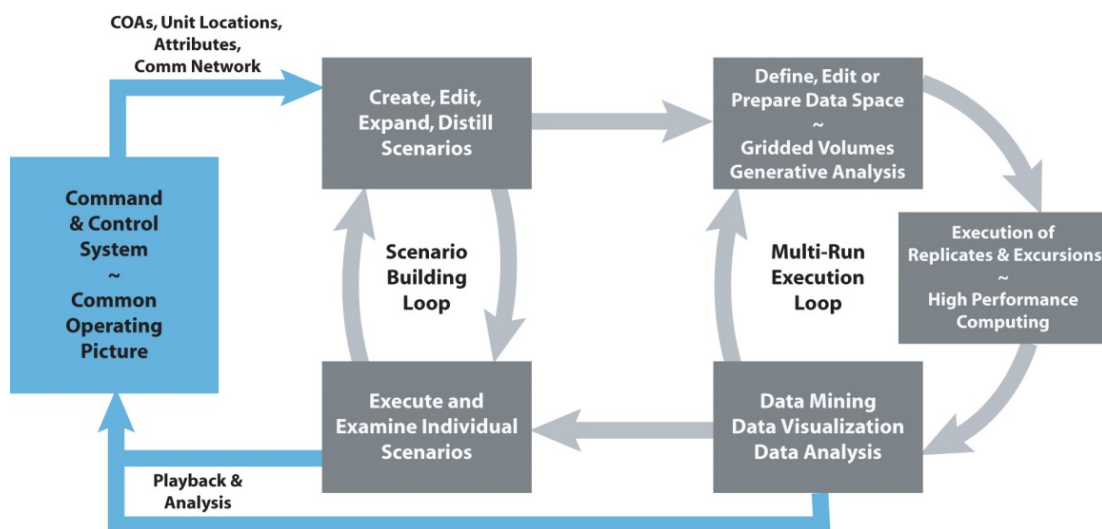 COAs, Unit Locations,
Attributes,
Comm Network
Create, Edit,
Expand, Distill
Scenarios
Define, Edit or
Prepare Data Space
~
Gridded Volumes
Generative Analysis
Command
& Control
System
~
Common
Operating
Picture
Scenario
Building
Loop
Multi-Run
Execution
Loop
Execution of
Replicates & Excursions
~
High Performance
Computing
Execute and
Examine Individual
Scenarios
Data Mining
Data Visualization
Data Analysis
Playback &
Analysis